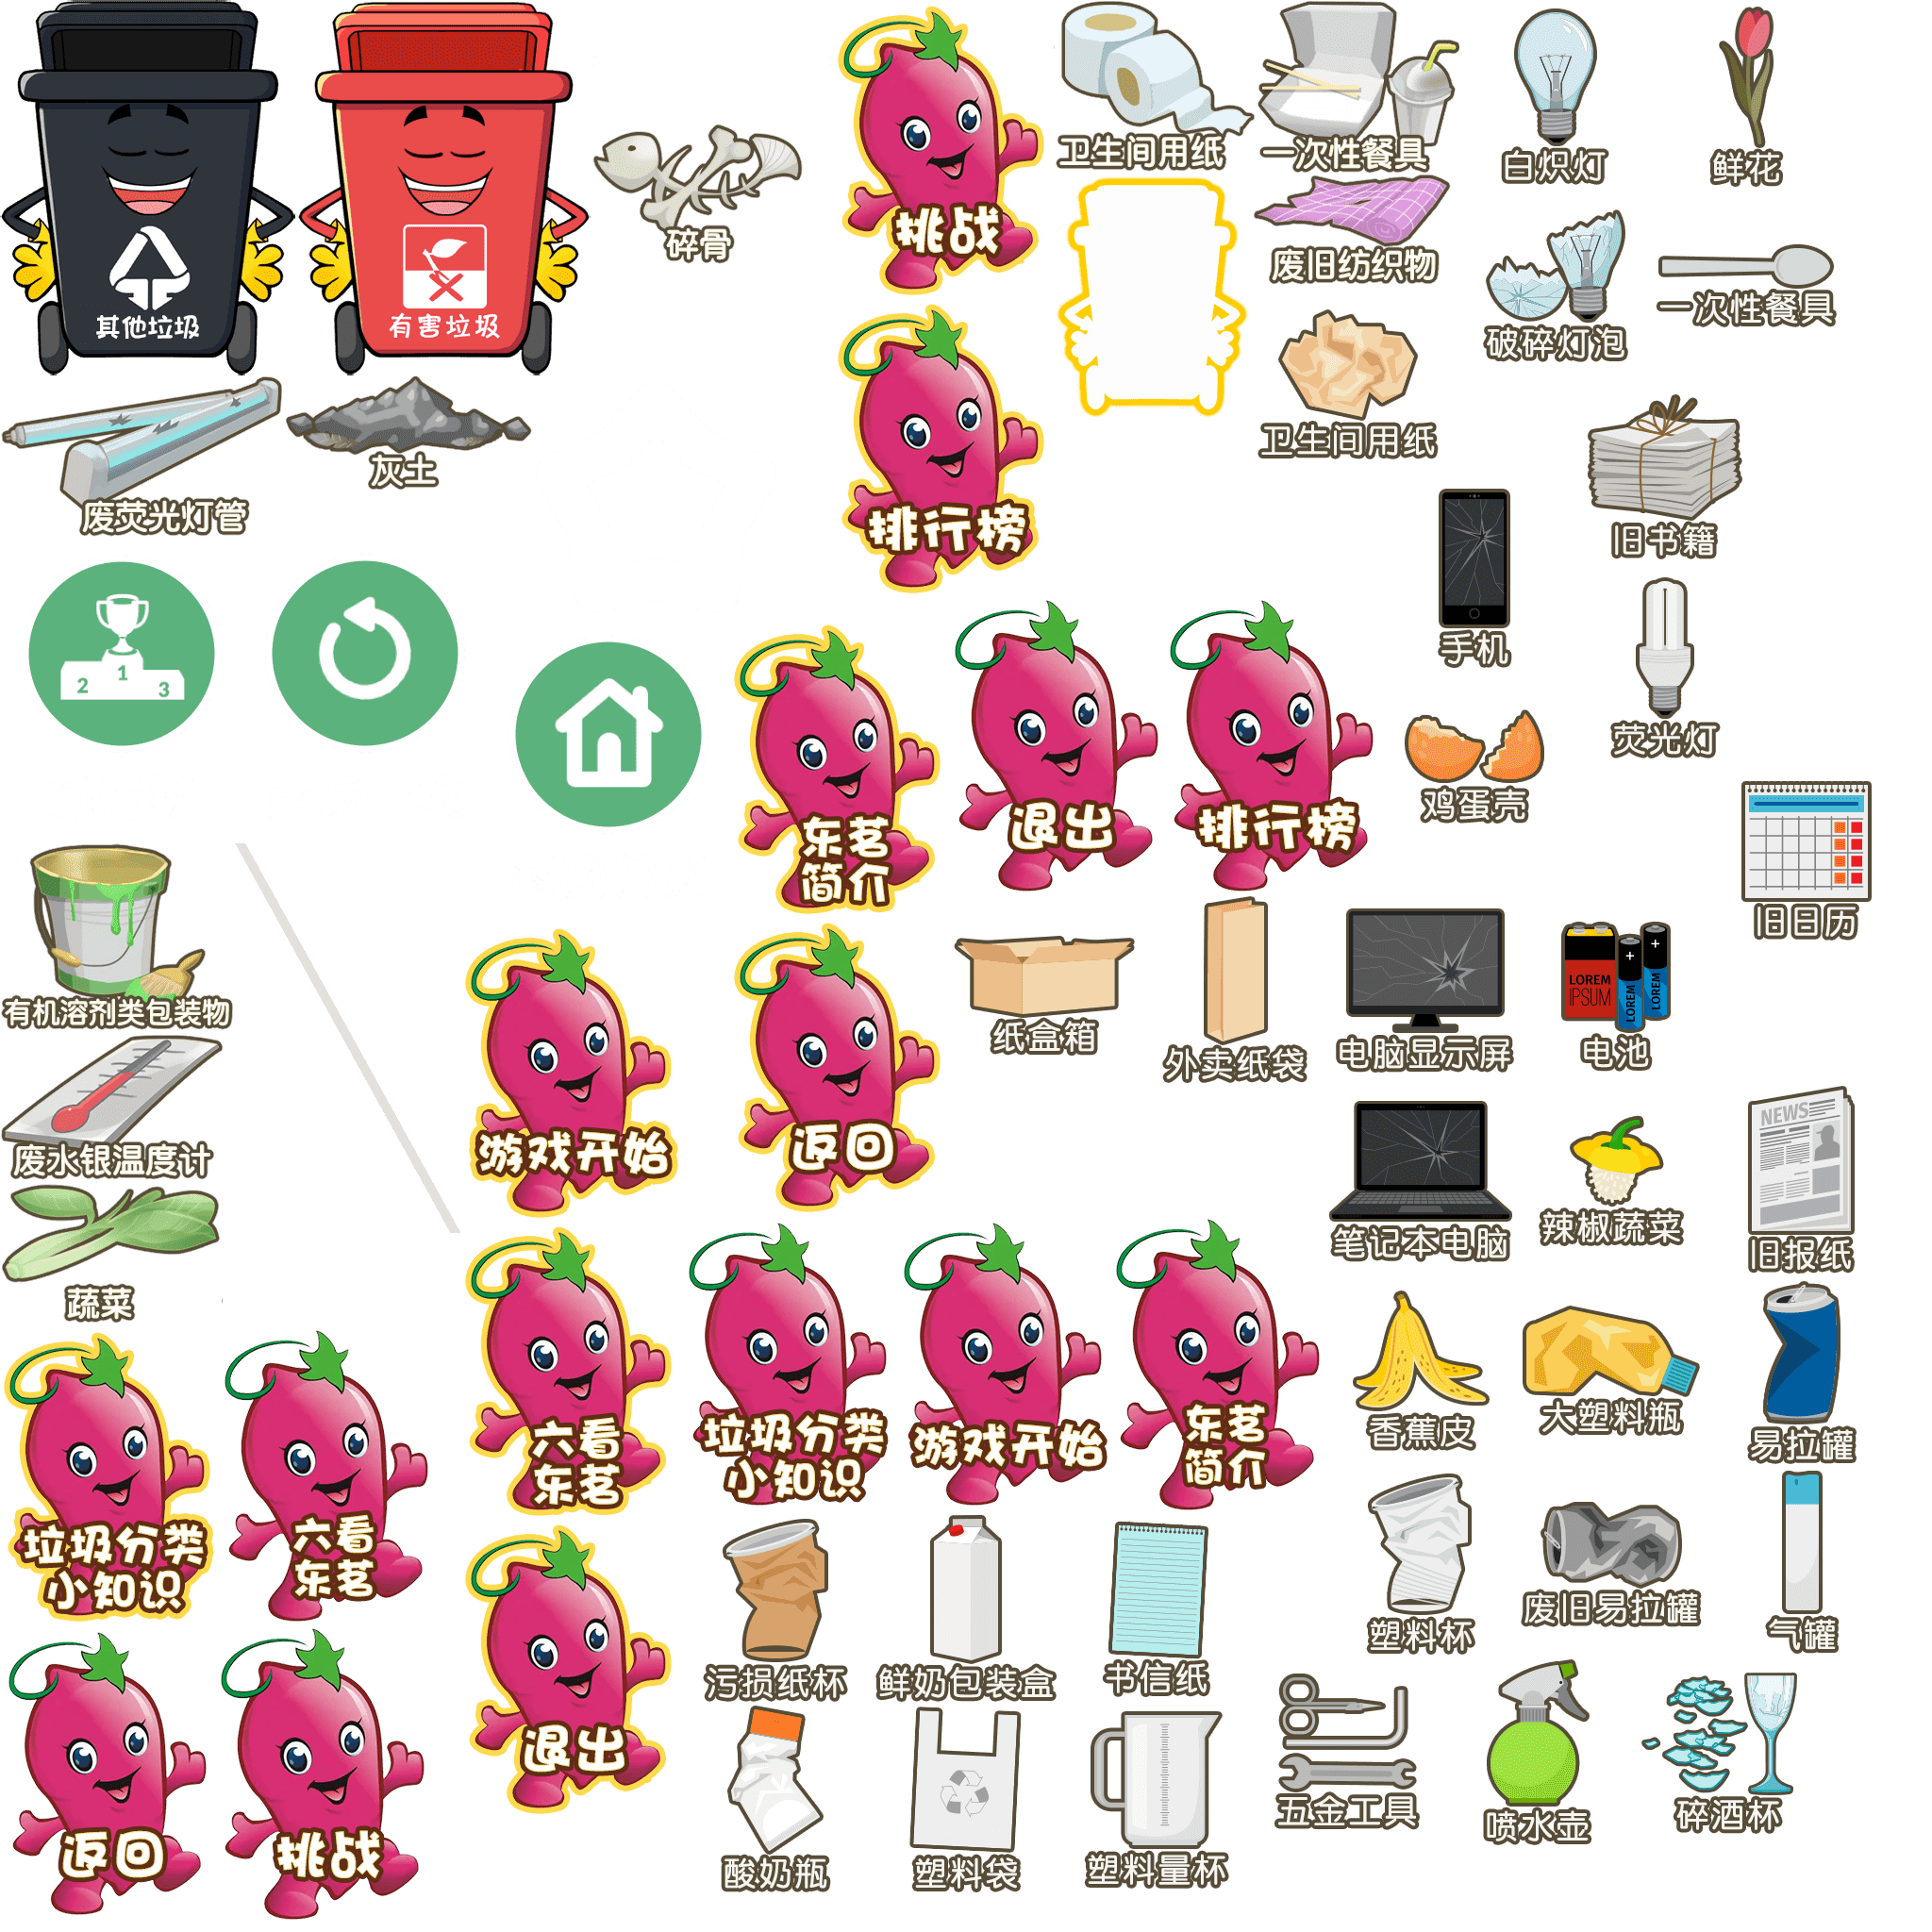 其他垃圾
有害垃圾
碎骨
挑战
卫生间用纸
一次性餐具
白炽灯
鲜花
废旧纺织物
破碎灯泡
一次性餐具
卫生间用纸
废荧光灯管
灰土
排行榜
旧书籍
手机
荧光灯
2
1
3
东茗
简介
退出
排行榜
鸡蛋壳
旧日历
有机溶剂类包装物
纸盒箱
外卖纸袋
电脑显示屏
LOREM
IPSUM
LOREM
LOREM
电池
废水银温度计
游戏开始
返回
笔记本电脑
辣椒蔬菜
NEWS
旧报纸
蔬菜
六看
东茗
垃圾分类
小知识
游戏开始
东茗
简介
香蕉皮
大塑料瓶
易拉罐
垃圾分类
小知识
六看
东茗
塑料杯
废旧易拉罐
气罐
污损纸杯
鲜奶包装盒
书信纸
退出
五金工具
喷水壶
碎酒杯
返回
挑战
酸奶瓶
塑料袋
塑料量杯